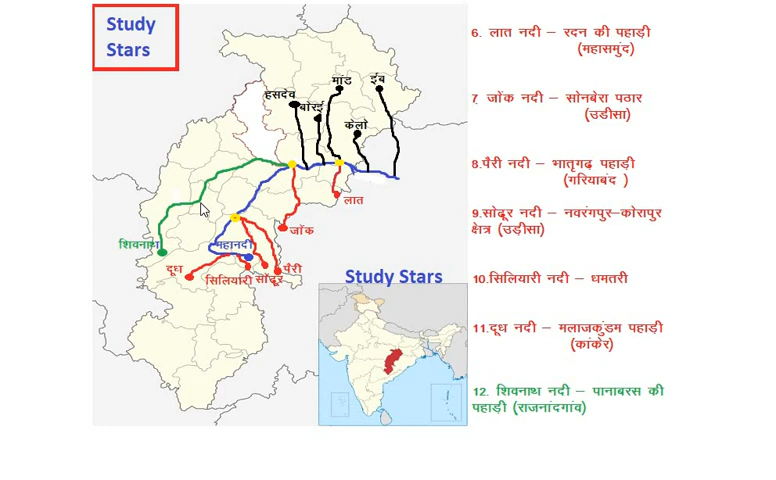 Study
Stars
हसदेव
बोरई
मांड
ईब
केलो
लात
जोंक
शिवनाथ
महानदी
दूध
सिलियारी
सोंढूर
पैरी
Study Stars
6. लात नदी – रदन की पहाड़ी
(महासमुंद)
7 जोंक नदी – सोनबेरा पठार
(उडीसा)
8.पैरी नदी – भातृगढ़ पहाड़ी
(गरियाबंद )
9.सोंढूर नदी – नवरंगपुर–कोरापुर
क्षेत्र (उड़ीसा)
10.सिलियारी नदी – धमतरी
11.दूध नदी – मलाजकुंडम पहाड़ी
(कांकेर)
12. शिवनाथ नदी – पानाबरस की
पहाड़ी (राजनांदगांव)